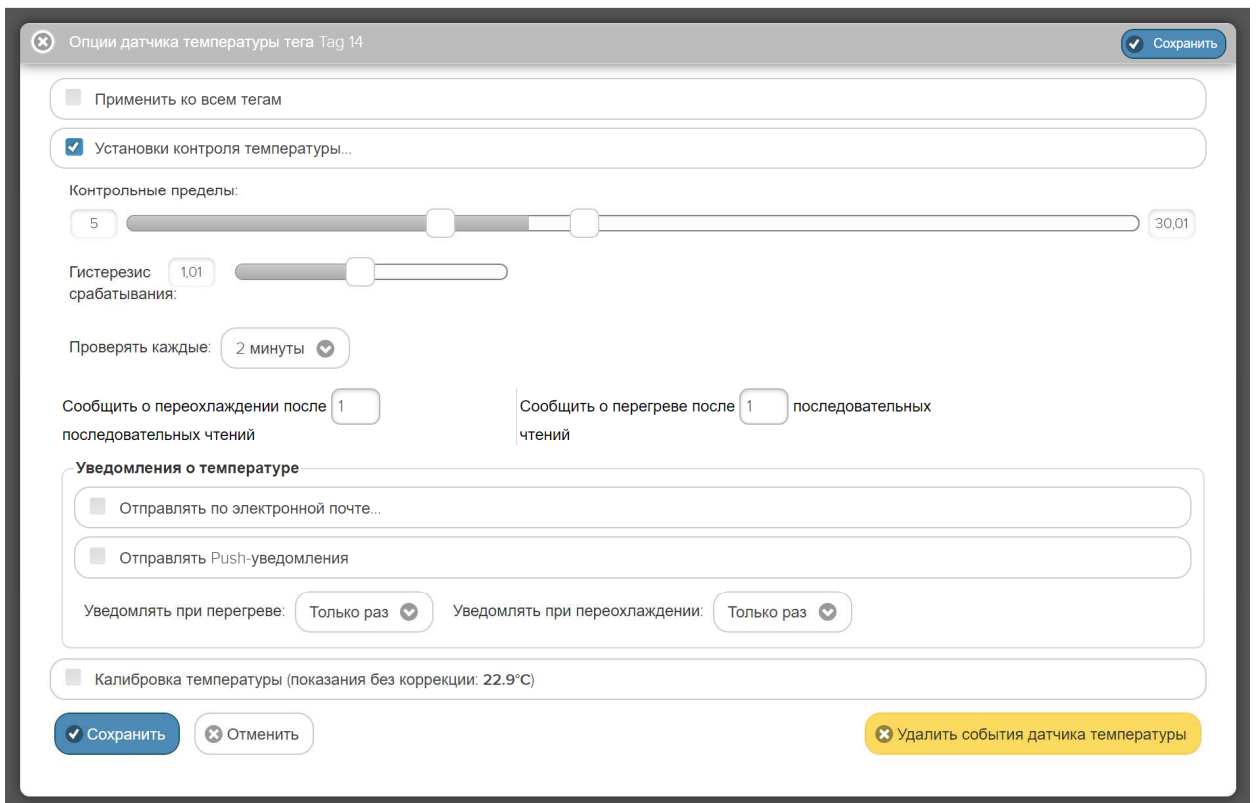 Опции датчика температуры тега Tag 14
Сохранить
Применить ко всем тегам
Установки контроля температуры...
Контрольные пределы:
5
30,01
Гистерезис 1,01
срабатывания:
Проверять каждые: 2 минуты
Сообщить о переохлаждении после 1
последовательных чтений
Сообщить о перегреве после 1 последовательных
чтений
Уведомления о температуре
Отправлять по электронной почте...
Отправлять Push-уведомления
Уведомлять при перегреве: Только раз Уведомлять при переохлаждении: Только раз
Калибровка температуры (показания без коррекции: 22.9°C)
Сохранить Отменить Удалить события датчика температуры